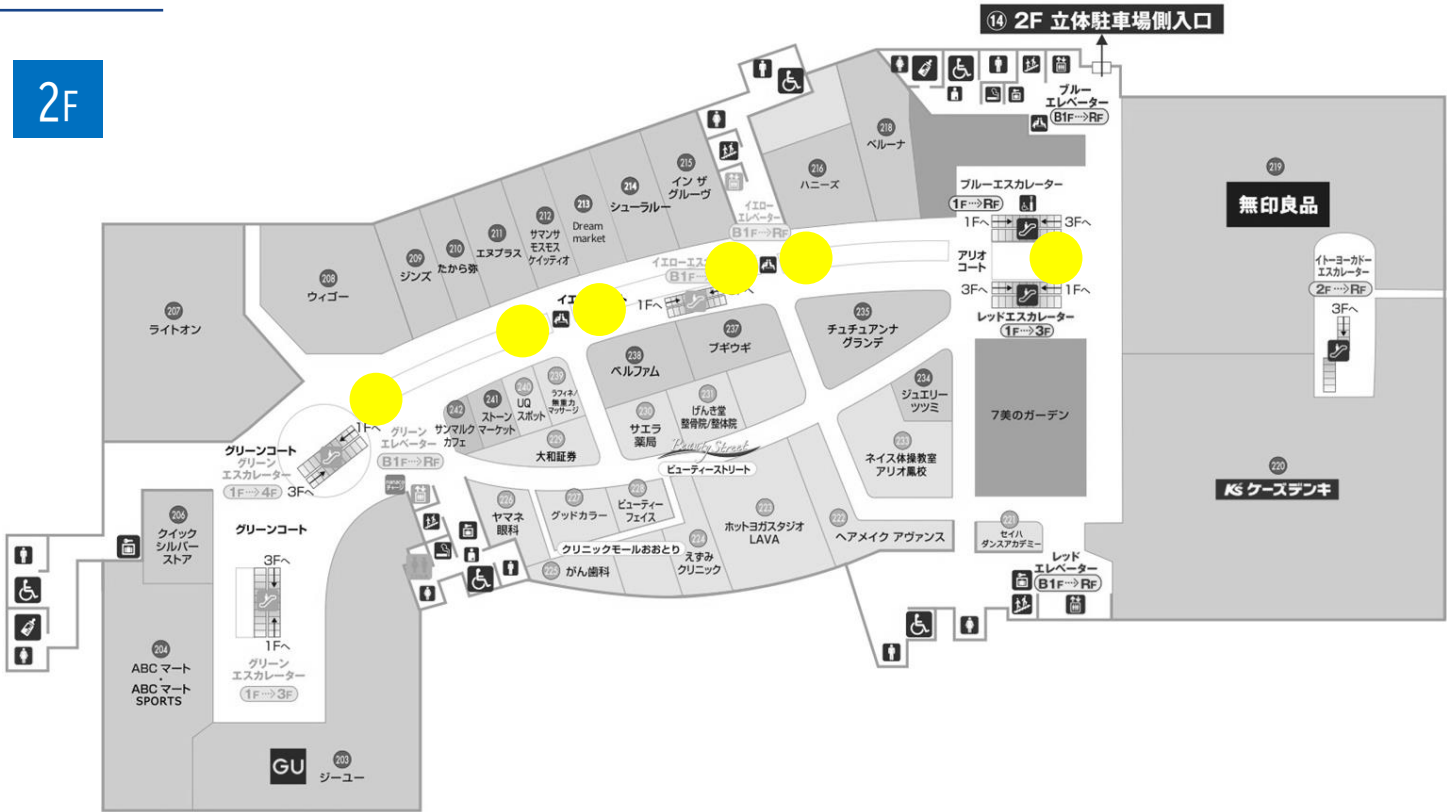 ⑭ 2F 立体駐車場側入口
2F
ブルー
エレベーター
B1F…>RF
218
ベルーナ
215
イン ザ
グルーヴ
216
ハニーズ
214
シューラルー
213
Dream
market
212
サマンサ
モスモス
ケイッティオ
211
エヌプラス
210
たから弥
209
ジンズ
208
ウィゴー
207
ライトオン
イエロー
エレベーター
B1F…>RF
ブルーエスカレーター
1F…>RF
1Fへ
3Fへ
アリオ
コート
3Fへ
1Fへ
レッドエスカレーター
1F…>3F
219
無印良品
イトーヨーカドー
エスカレーター
2F…>RF
3Fへ
1Fへ
235
チュチュアンナ
グランデ
237
ブギウギ
238
ベルファム
239
ラフィネ/
無重力
マッサージ
240
UQ
スポット
241
ストーン
マーケット
242
サンマルク
カフェ
229
大和証券
230
サエラ
薬局
231
げんき堂
整骨院/整体院
234
ジュエリー
ツツミ
233
ネイス体操教室
アリオ鳳校
7美のガーデン
Beauty Street
ビューティーストリート
220
K's ケーズデンキ
1Fへ
グリーンコート
グリーン
エスカレーター
1F…>4F
3Fへ
グリーン
エレベーター
B1F…>RF
226
ヤマネ
眼科
227
グッドカラー
228
ビューティー
フェイス
223
ホットヨガスタジオ
LAVA
222
ヘアメイク アヴァンス
221
セイハ
ダンスアカデミー
クリニックモールおおとり
224
えずみ
クリニック
225
がん歯科
レッド
エレベーター
B1F…>RF
206
クイック
シルバー
ストア
グリーンコート
3Fへ
1Fへ
グリーン
エスカレーター
1F…>3F
204
ABC マート
・
ABC マート
SPORTS
GU
203
ジーユー